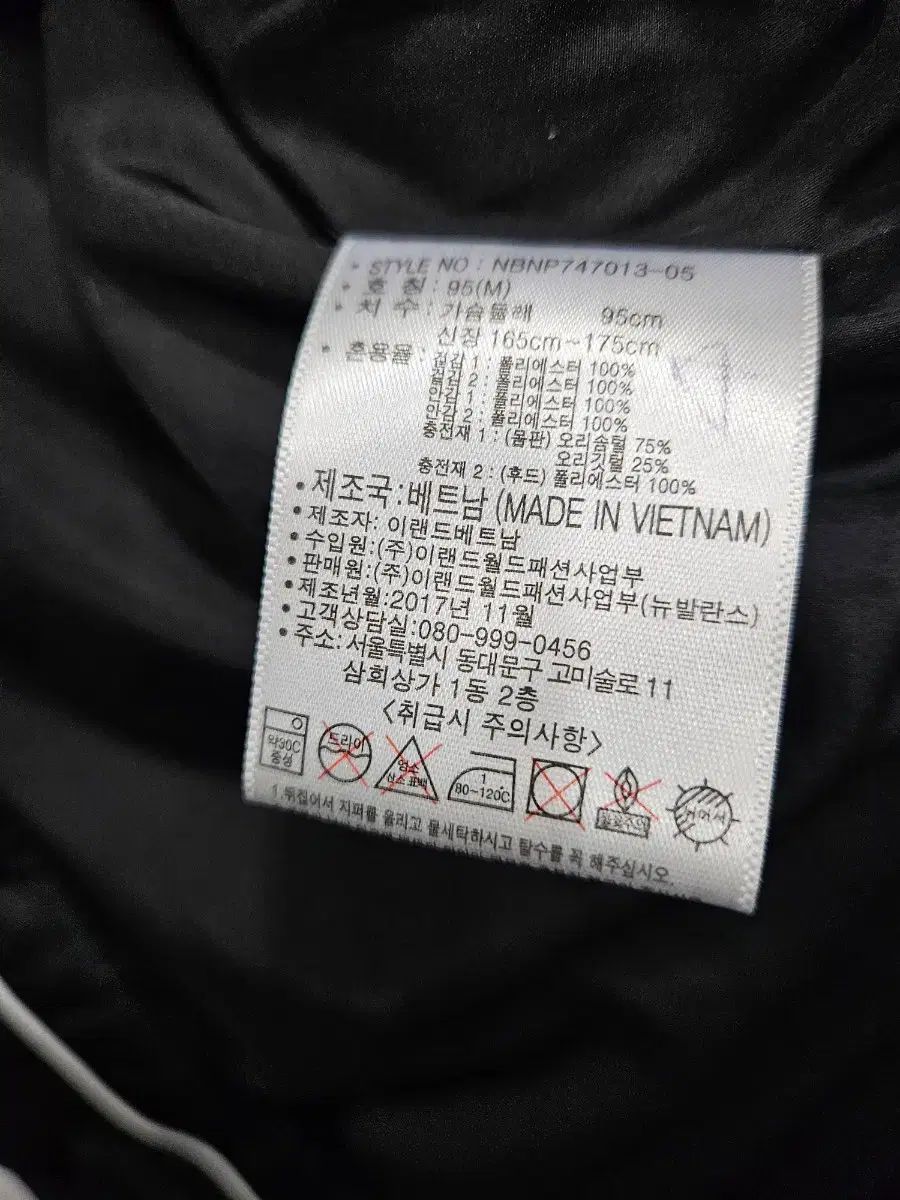 • STYLE NO : NBNP747013-05
• 호 칭 : 95(M)
• 치 수 : 가슴둘레 95cm
신장 165cm~175cm
• 혼용율 : 겉감 1 : 폴리에스터 100%
겉감 2 : 폴리에스터 100%
안감 1 : 폴리에스터 100%
안감 2 : 폴리에스터 100%
충전재 1 : (몸판) 오리솜털 75%
오리깃털 25%
충전재 2 : (후드) 폴리에스터 100%
• 제조국 : 베트남 (MADE IN VIETNAM)
• 제조자: 이랜드베트남
• 수입원:(주)이랜드월드패션사업부
• 판매원:(주)이랜드월드패션사업부(뉴발란스)
• 제조년월:2017년 11월
• 고객상담실:080-999-0456
• 주소: 서울특별시 동대문구 고미술로 11
삼희상가 1동 2층
<취급시 주의사항>
약30C 중성 드라이 염소 산소 표백 1 80~120C 옷걸이
1.뒤집어서 지퍼를 올리고 물세탁하시고 탈수를 꼭 해주십시오.